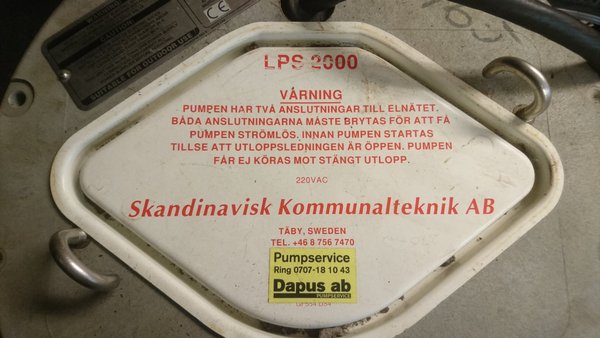 LPS 2000
VÅRNING
PUMPEN HAR TVÅ ANSLUTNINGAR TILL ELNÄTET.
BÅDA ANSLUTNINGARNA MÅSTE BRYTAS FÖR ATT FÅ
PUMPEN STRÖMLÖS. INNAN PUMPEN STARTAS
TILLSE ATT UTLOPPSLEDNINGEN ÄR ÖPPEN. PUMPEN
FÅR EJ KÖRAS MOT STÄNGT UTLOPP.
220VAC
Skandinavisk Kommunalteknik AB
TÄBY, SWEDEN
TEL. +46 8 756 7470
Pumpservice
Ring 0707-18 10 43
Dapus ab
PUMPSERVICE
SUITABLE FOR OUTDOOR USE
CE